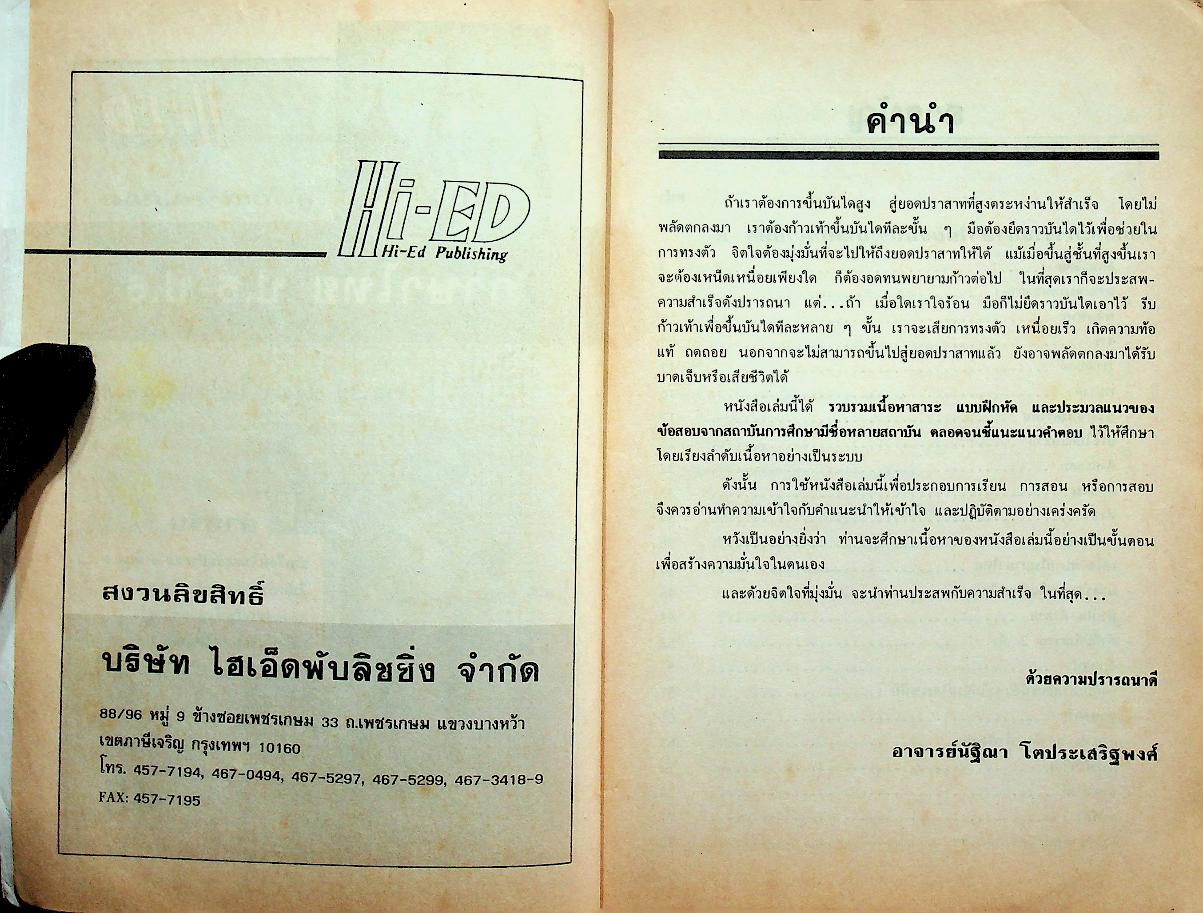 Hi-ED
Hi-Ed Publishing
สงวนลิขสิทธิ์
บริษัท ไฮเอ็ดพับลิชชิ่ง จำกัด
88/96 หมู่ 9 ข้างซอยเพชรเกษม 33 ถ.เพชรเกษม แขวงบางหว้า
เขตภาษีเจริญ กรุงเทพฯ 10160
โทร. 457-7194, 467-0494, 467-5297, 467-5299, 467-3418-9
FAX: 457-7195
คำนำ
ถ้าเราต้องการขึ้นบันไดสูง สู่ยอดปราสาทที่สูงตระหง่านให้สำเร็จ โดยไม่
พลัดตกลงมา เราต้องก้าวเท้าขึ้นบันไดทีละขั้น ๆ มือต้องยึดราวบันไดไว้เพื่อช่วยใน
การทรงตัว จิตใจต้องมุ่งมั่นที่จะไปให้ถึงยอดปราสาทให้ได้ แม้เมื่อขึ้นสู่ชั้นที่สูงขึ้นเรา
จะต้องเหน็ดเหนื่อยเพียงใด ก็ต้องอดทนพยายามก้าวต่อไป ในที่สุดเราก็จะประสพ-
ความสำเร็จดังปรารถนา แต่...ถ้า เมื่อใดเราใจร้อน มือก็ไม่ยึดราวบันไดเอาไว้ รีบ
ก้าวเท้าเพื่อขึ้นบันไดทีละหลาย ๆ ขั้น เราจะเสียการทรงตัว เหนื่อยเร็ว เกิดความท้อ
แท้ ถดถอย นอกจากจะไม่สามารถขึ้นไปสู่ยอดปราสาทแล้ว ยังอาจพลัดตกลงมาได้รับ
บาดเจ็บหรือเสียชีวิตได้
หนังสือเล่มนี้ได้ รวบรวมเนื้อหาสาระ แบบฝึกหัด และประมวลแนวของ
ข้อสอบจากสถาบันการศึกษามีชื่อหลายสถาบัน ตลอดจนชี้แนะแนวคำตอบ ไว้ให้ศึกษา
โดยเรียงลำดับเนื้อหาอย่างเป็นระบบ
ดังนั้น การใช้หนังสือเล่มนี้เพื่อประกอบการเรียน การสอน หรือการสอบ
จึงควรอ่านทำความเข้าใจกับคำแนะนำให้เข้าใจ และปฏิบัติตามอย่างเคร่งครัด
หวังเป็นอย่างยิ่งว่า ท่านจะศึกษาเนื้อหาของหนังสือเล่มนี้อย่างเป็นขั้นตอน
เพื่อสร้างความมั่นใจในตนเอง
และด้วยจิตใจที่มุ่งมั่น จะนำท่านประสพกับความสำเร็จ ในที่สุด...
ด้วยความปรารถนาดี
อาจารย์นัฐิณา โตประเสริฐพงศ์